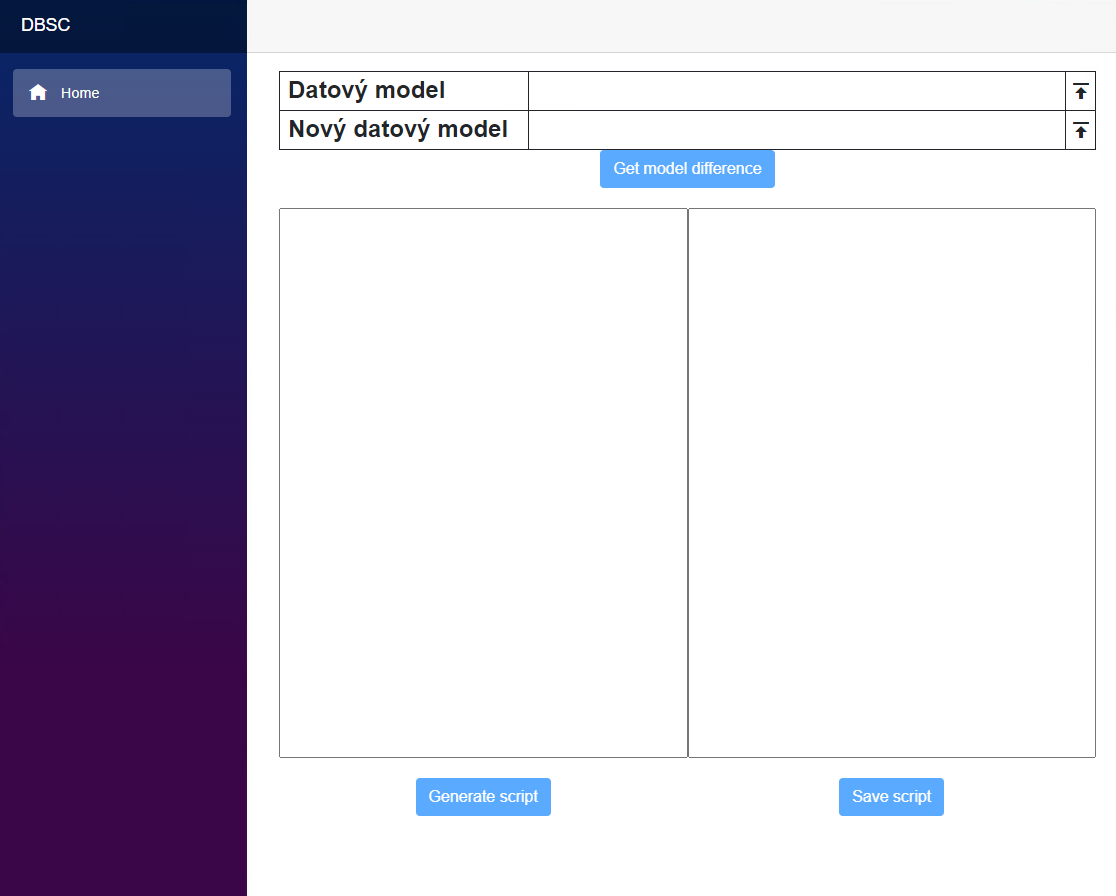 DBSC
Home
Datový model
Nový datový model
Get model difference
Generate script
Save script